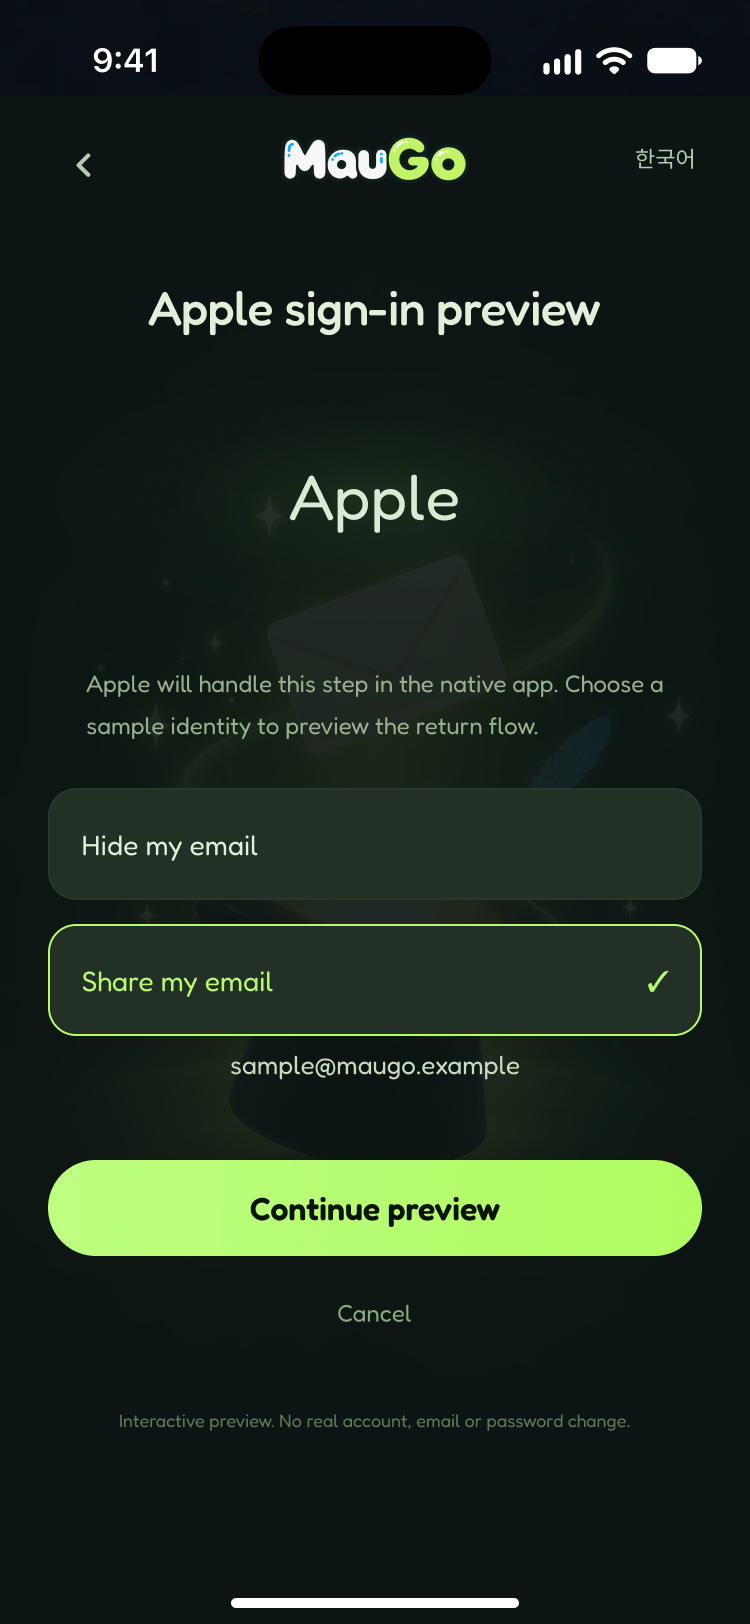 9:41
MauGo
한국어
Apple sign-in preview
Apple
Apple will handle this step in the native app. Choose a
sample identity to preview the return flow.
Hide my email
Share my email ✓
sample@maugo.example
Continue preview
Cancel
Interactive preview. No real account, email or password change.